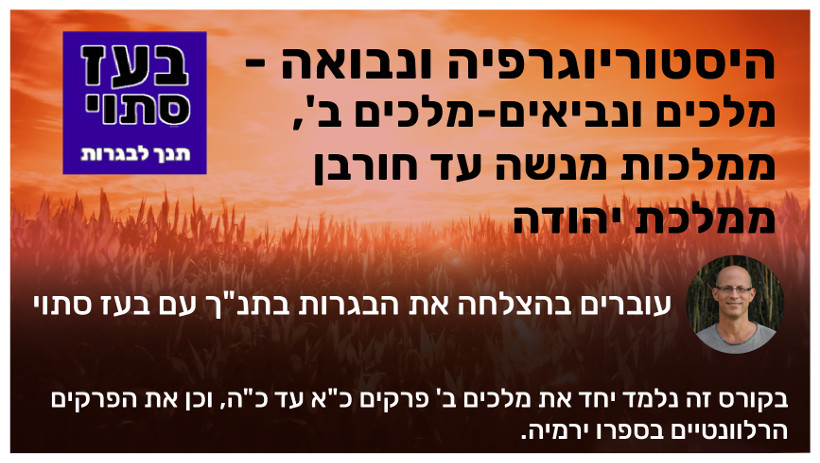 היסטוריוגרפיה ונבואה -
מלכים ונביאים-מלכים ב',
ממלכות מנשה עד חורבן
ממלכת יהודה
בעז
סתוי
תנך לבגרות
עוברים בהצלחה את הבגרות בתנ"ך עם בעז סתוי
בקורס זה נלמד יחד את מלכים ב' פרקים כ"א עד כ"ה, וכן את הפרקים
הרלוונטיים בספרו ירמיה.